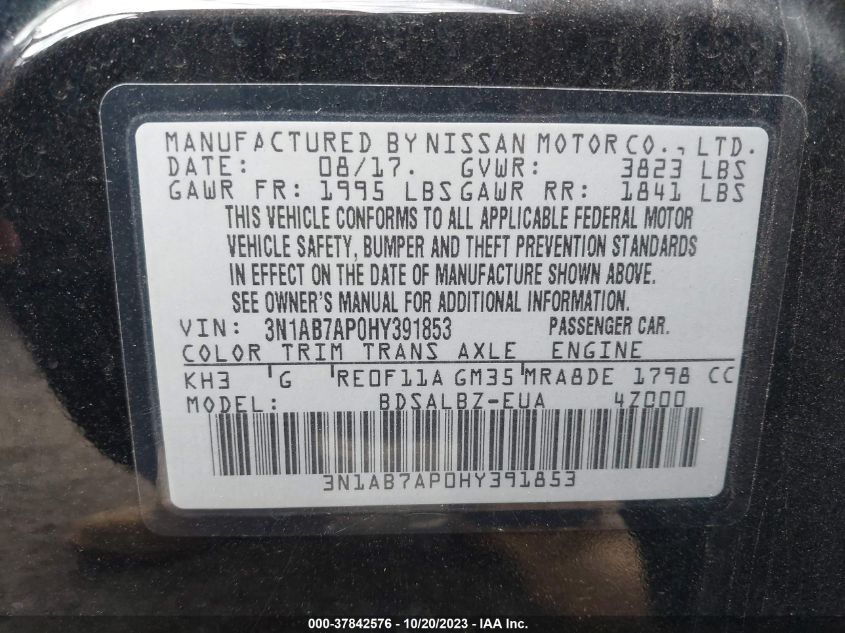 MANUFACTURED BY NISSAN MOTOR CO., LTD.
DATE: 08/17. GVWR: 3823 LBS
GAWR FR: 1995 LBS GAWR RR: 1841 LBS
THIS VEHICLE CONFORMS TO ALL APPLICABLE FEDERAL MOTOR
VEHICLE SAFETY, BUMPER AND THEFT PREVENTION STANDARDS
IN EFFECT ON THE DATE OF MANUFACTURE SHOWN ABOVE.
SEE OWNER'S MANUAL FOR ADDITIONAL INFORMATION.
VIN: 3N1AB7AP0HY391853 PASSENGER CAR.
COLOR TRIM TRANS AXLE ENGINE
KH3 G RE0F11A GM35 MRA8DE 1798 CC
MODEL: BDSALBZ-EUA 4Z000
3N1AB7AP0HY391853
000-37842576 - 10/20/2023 - IAA Inc.